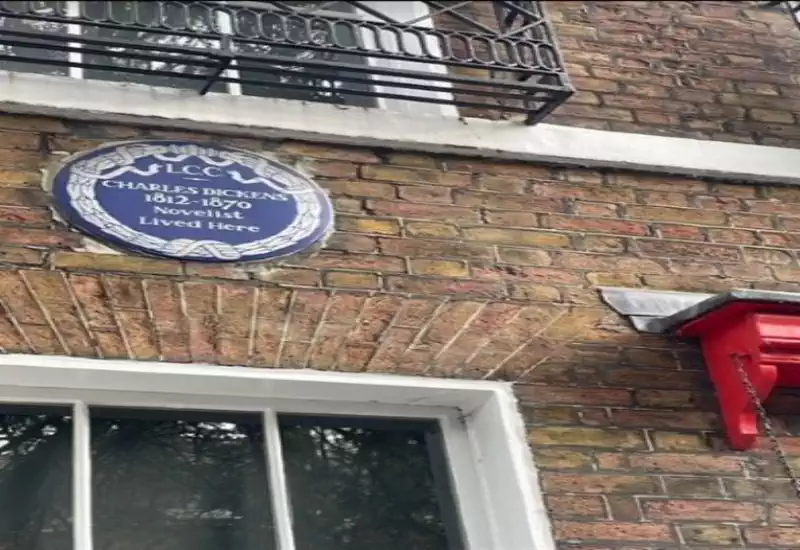 LCC
CHARLES DICKENS
1812-1870
Novelist
Lived Here